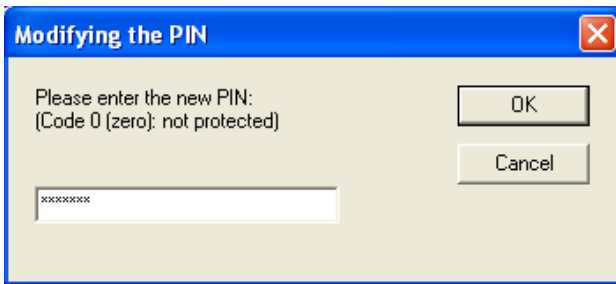 Modifying the PIN
Please enter the new PIN:
(Code 0 (zero): not protected)
OK
Cancel
*******